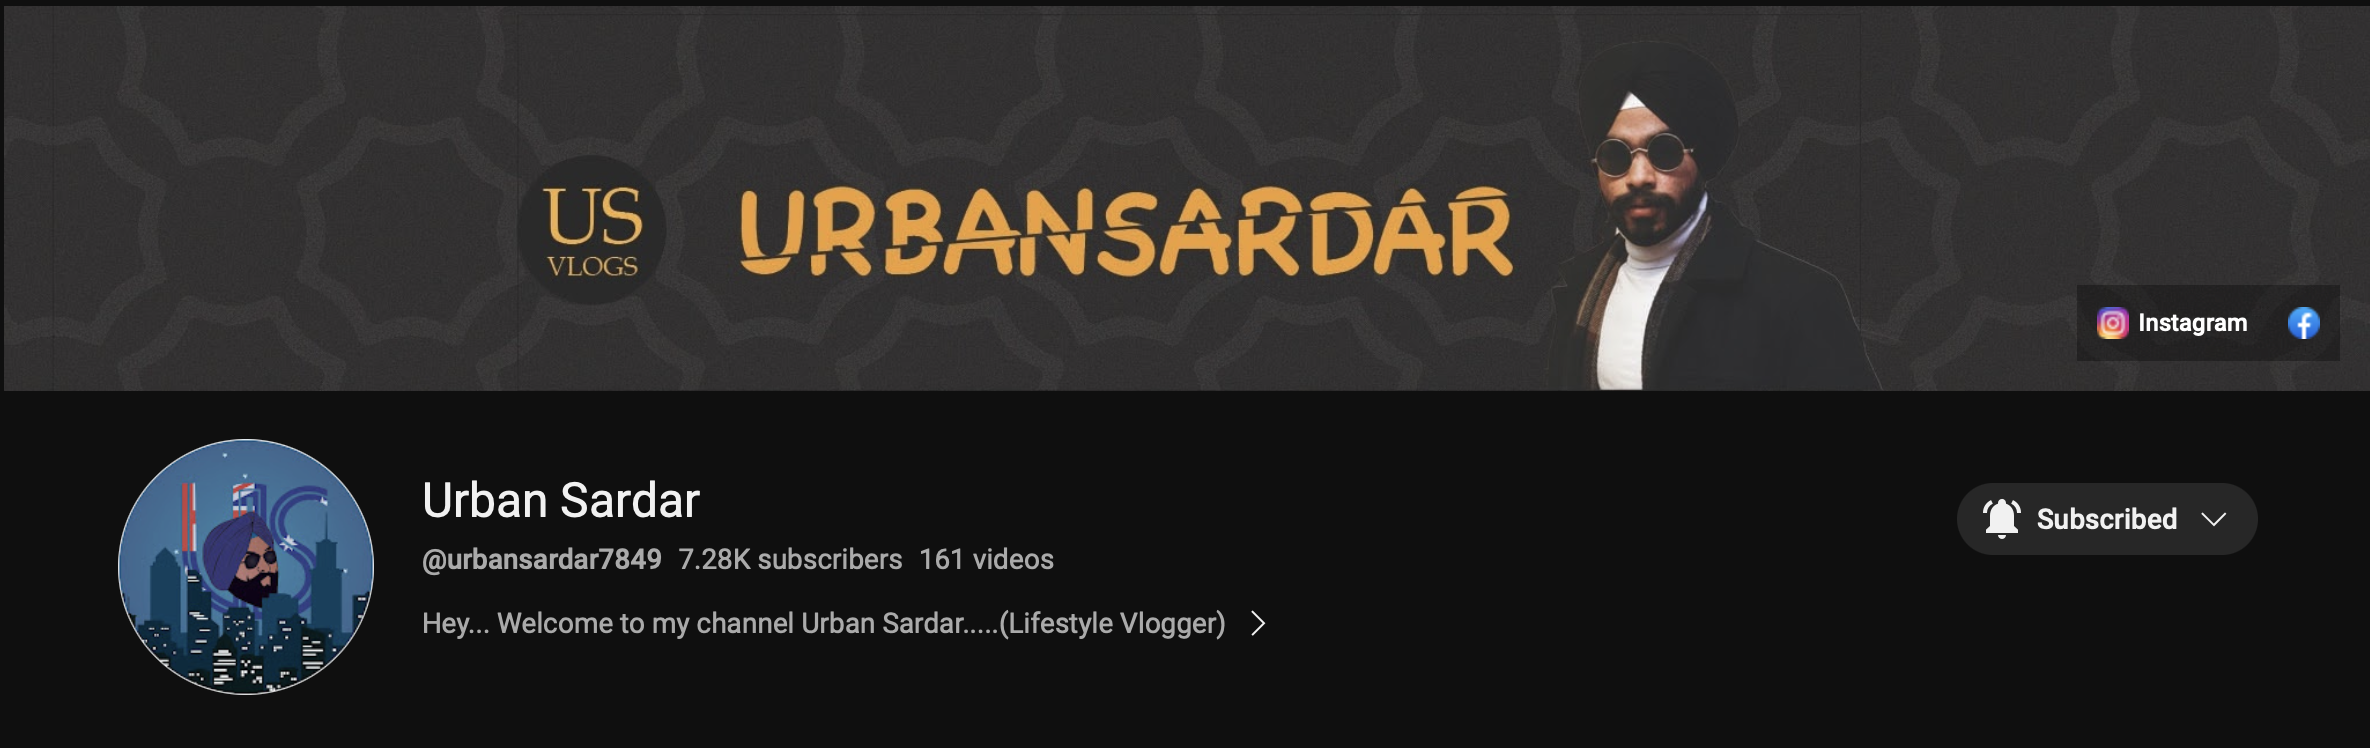 US
VLOGS
URBANSARDAR
Instagram
Urban Sardar
@urbansardar7849 7.28K subscribers 161 videos
Subscribed
Hey... Welcome to my channel Urban Sardar.....(Lifestyle Vlogger)